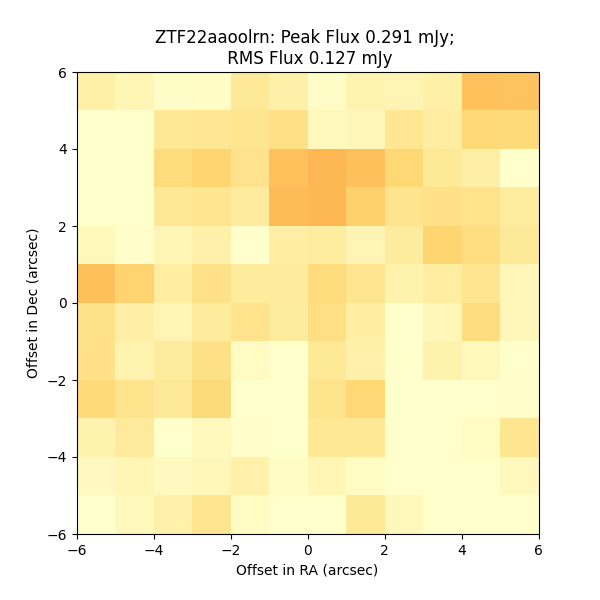 ZTF22aaoolrn: Peak Flux 0.291 mJy;
RMS Flux 0.127 mJy
6
4
2
0
−2
−4
−6
Offset in Dec (arcsec)
−6 −4 −2 0 2 4 6
Offset in RA (arcsec)